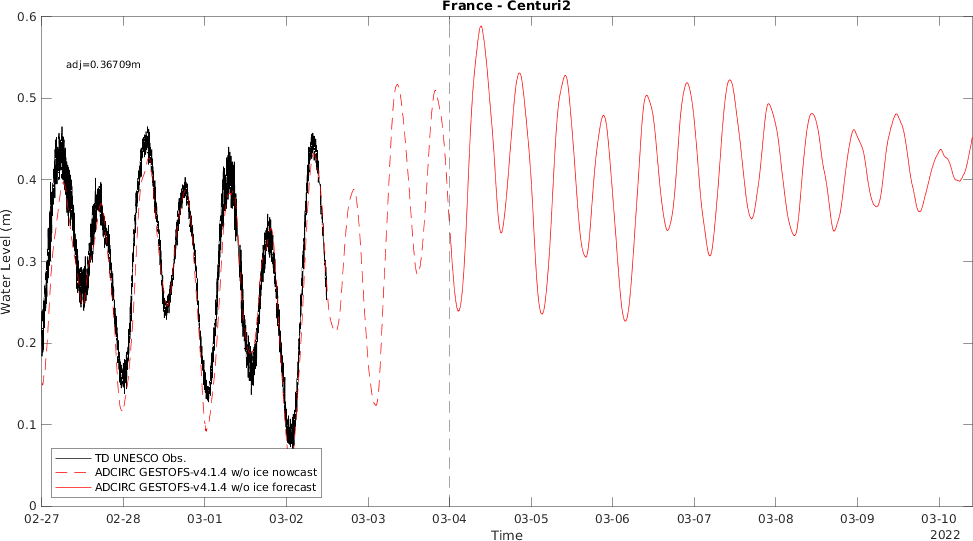 France - Centuri2
adj=0.36709m
0.6
0.5
0.4
0.3
0.2
0.1
0
Water Level (m)
TD UNESCO Obs.
ADCIRC GESTOFS-v4.1.4 w/o ice nowcast
ADCIRC GESTOFS-v4.1.4 w/o ice forecast
02-27 02-28 03-01 03-02 03-03 03-04 03-05 03-06 03-07 03-08 03-09 03-10
Time
2022